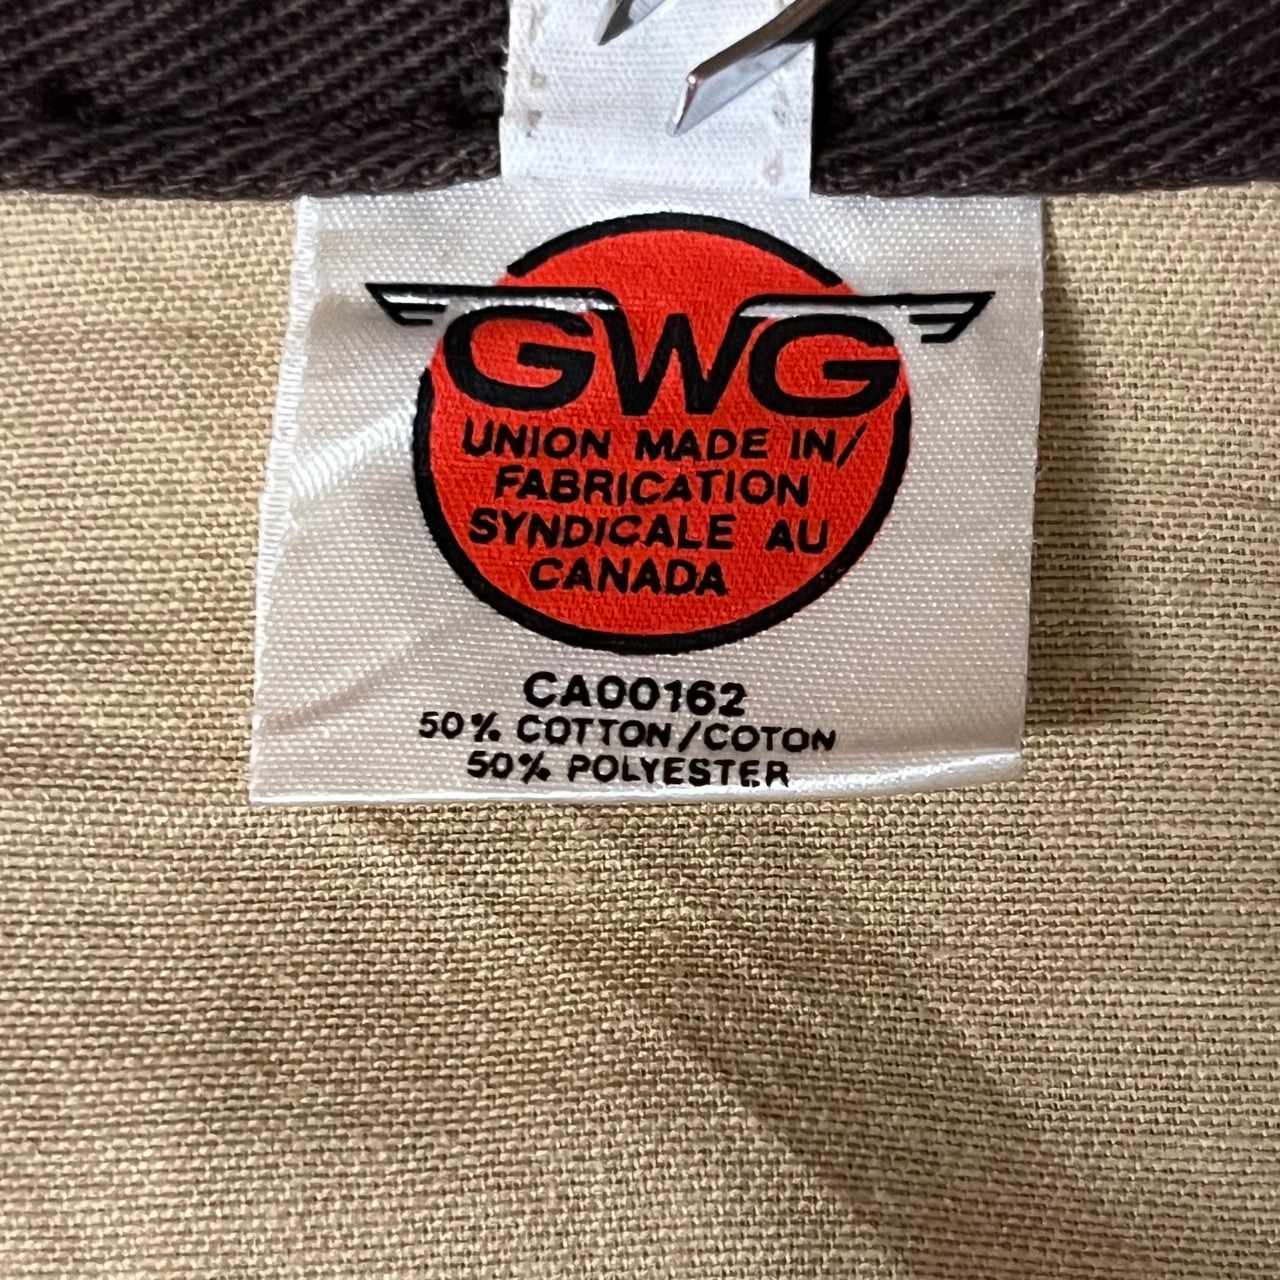 GWG
UNION MADE IN/
FABRICATION
SYNDICALE AU
CANADA
CA00162
50% COTTON/COTON
50% POLYESTER